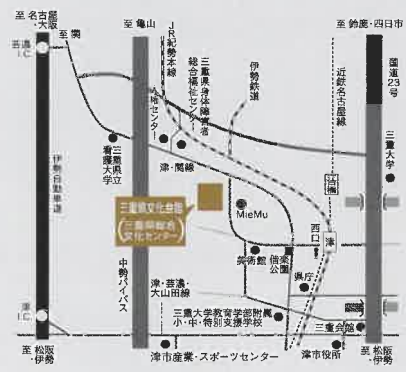 至 名古屋
・大阪
至 関
至 亀山
至 鈴鹿・四日市
芸濃
I.C.
JR紀勢本線
三重県身体障害者
総合福祉センター
人権センター
伊勢鉄道
近鉄名古屋線
国道23号
三重大学
三重県立
看護大学
津・関線
江戸橋
伊勢自動車道
三重県文化会館
(三重県総合
文化センター)
MieMu
西口
津
美術館
偕楽
公園
県庁
中勢バイパス
津・芸濃・
大山田線
津
I.C.
三重大学教育学部附属
小・中・特別支援学校
三重会館
至 松阪
・伊勢
津市産業・スポーツセンター
津市役所
至 松阪
・伊勢